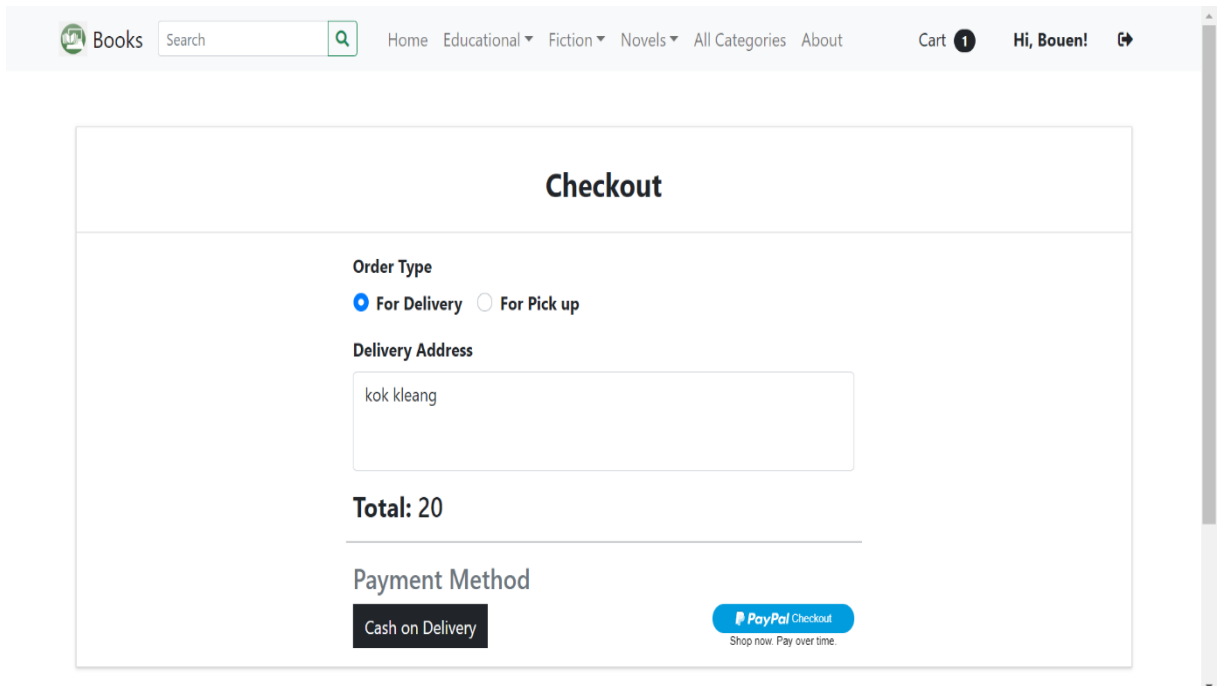 Books Search Home Educational Fiction Novels All Categories About Cart 1 Hi, Bouen!
Checkout
Order Type
For Delivery For Pick up
Delivery Address
kok kleang
Total: 20
Payment Method
Cash on Delivery PayPal Checkout
Shop now. Pay over time.